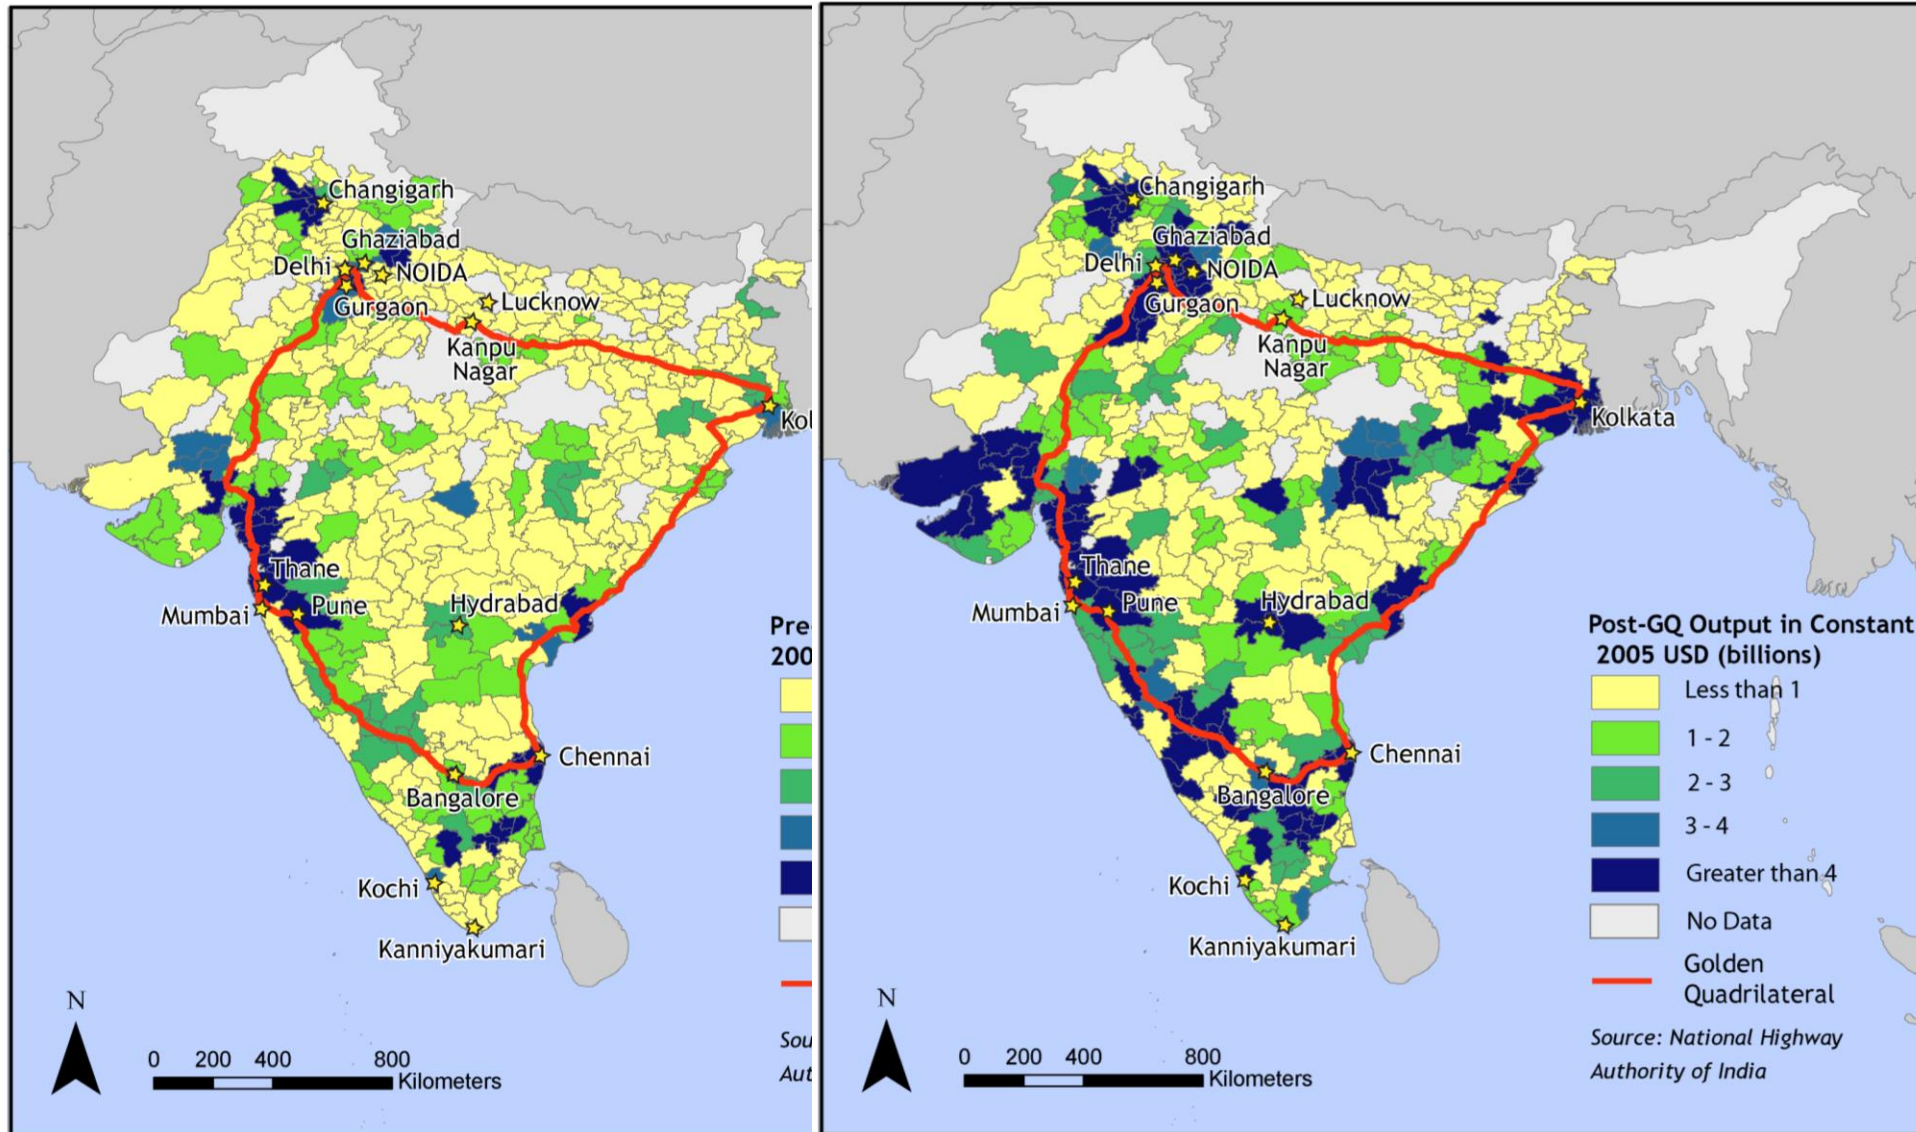 Changigarh
Ghaziabad
Delhi
NOIDA
Gurgaon
Lucknow
Kanpu
Nagar
Kol
Thane
Mumbai
Pune
Hydrabad
Chennai
Bangalore
Kochi
Kanniyakumari
N
0 200 400 800
Kilometers
Pre
200
Sou
Aut
Changigarh
Ghaziabad
Delhi
NOIDA
Gurgaon
Lucknow
Kanpu
Nagar
Kolkata
Thane
Mumbai
Pune
Hydrabad
Chennai
Bangalore
Kochi
Kanniyakumari
N
0 200 400 800
Kilometers
Post-GQ Output in Constant
2005 USD (billions)
Less than 1
1 - 2
2 - 3
3 - 4
Greater than 4
No Data
Golden
Quadrilateral
Source: National Highway
Authority of India